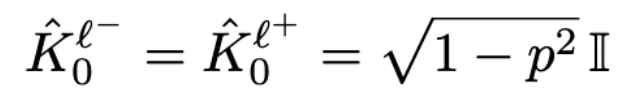 $\hat{K}_0^{\ell^-} = \hat{K}_0^{\ell^+} = \sqrt{1 - p^2}\,\mathbb{I}$